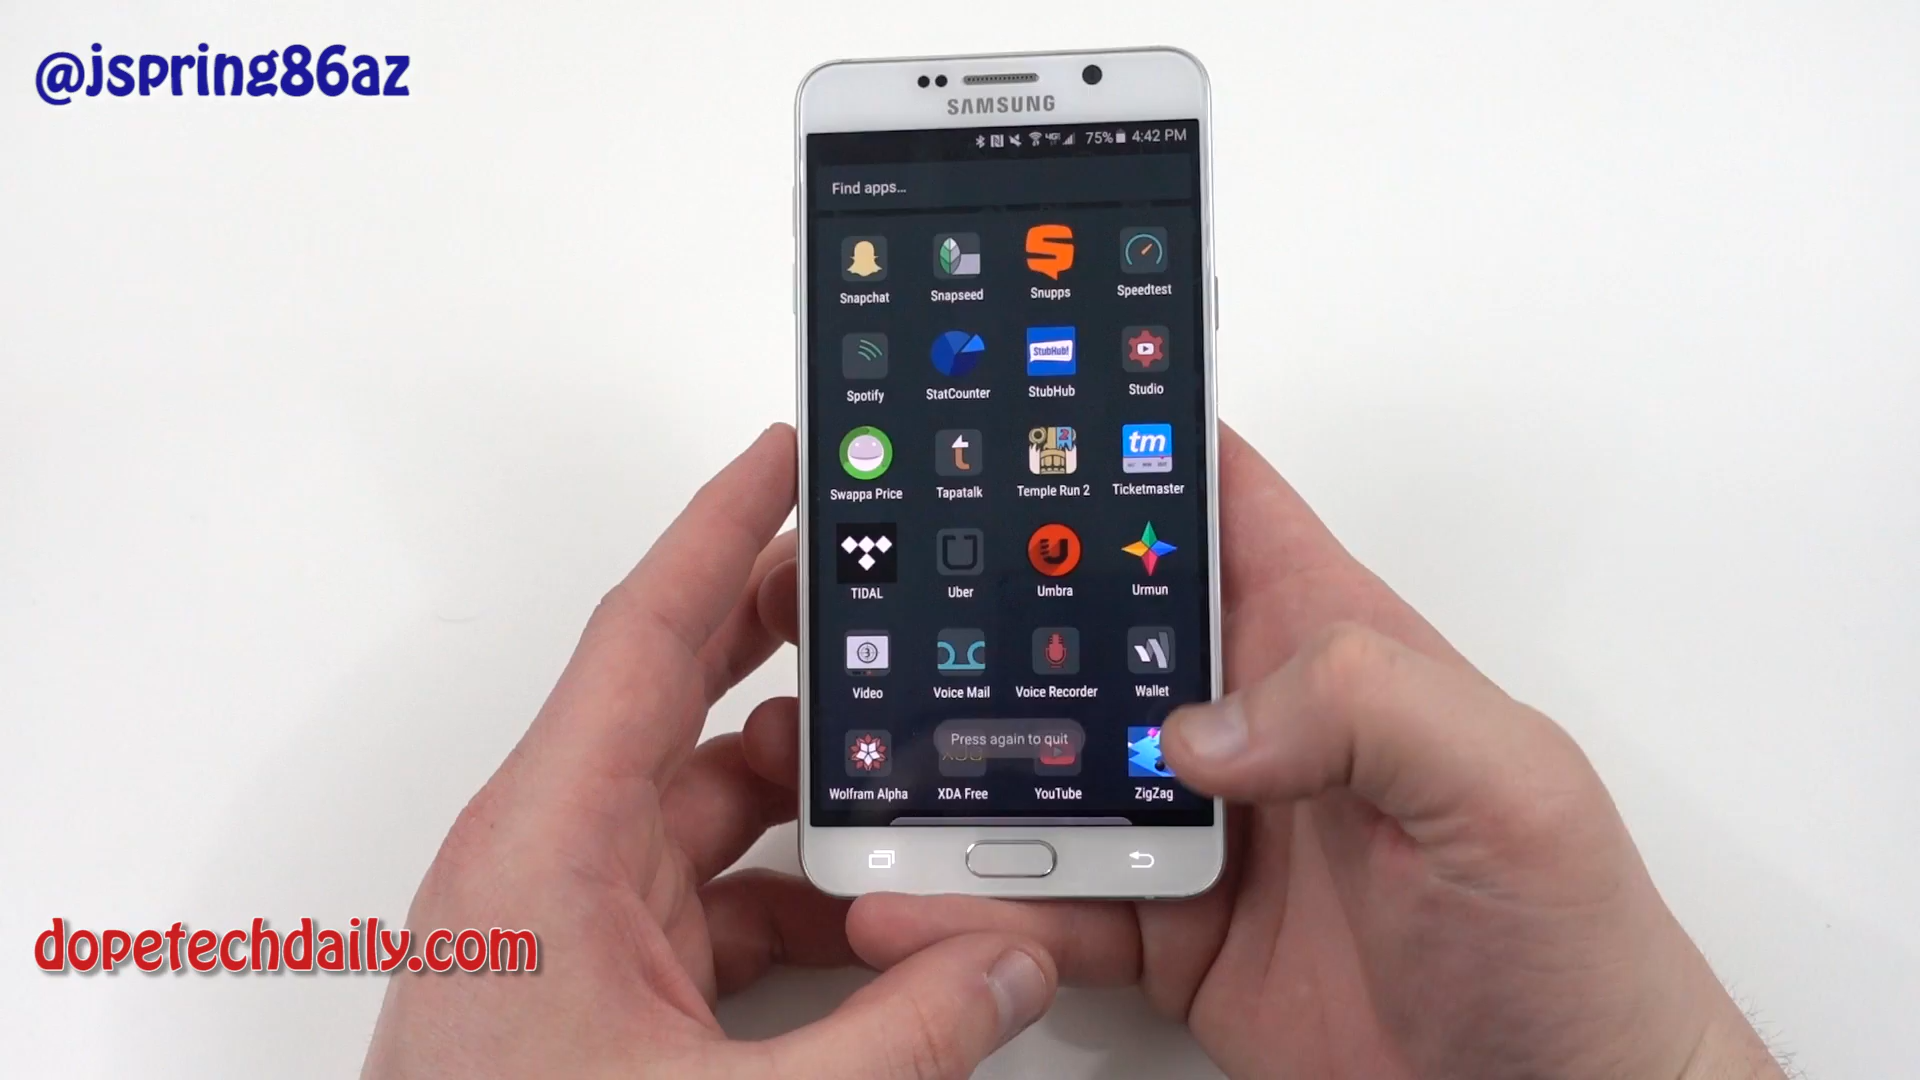 @jspring86az
SAMSUNG
75% 4:42 PM
Find apps...
Snapchat Snapseed Snupps Speedtest
StubHub!
Spotify StatCounter StubHub Studio
t 2 tm
Swappa Price Tapatalk Temple Run 2 Ticketmaster
TIDAL Uber Umbra Urmun
Video Voice Mail Voice Recorder Wallet
Press again to quit
Wolfram Alpha XDA Free YouTube ZigZag
dopetechdaily.com